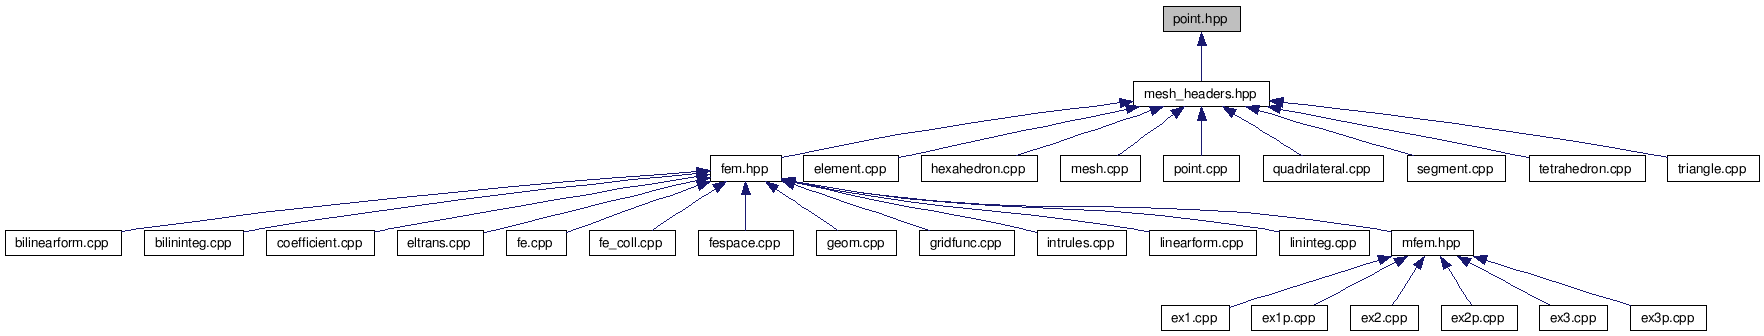 point.hpp
mesh_headers.hpp
fem.hpp
element.cpp
hexahedron.cpp
mesh.cpp
point.cpp
quadrilateral.cpp
segment.cpp
tetrahedron.cpp
triangle.cpp
bilinearform.cpp
bilininteg.cpp
coefficient.cpp
eltrans.cpp
fe.cpp
fe_coll.cpp
fespace.cpp
geom.cpp
gridfunc.cpp
intrules.cpp
linearform.cpp
lininteg.cpp
mfem.hpp
ex1.cpp
ex1p.cpp
ex2.cpp
ex2p.cpp
ex3.cpp
ex3p.cpp